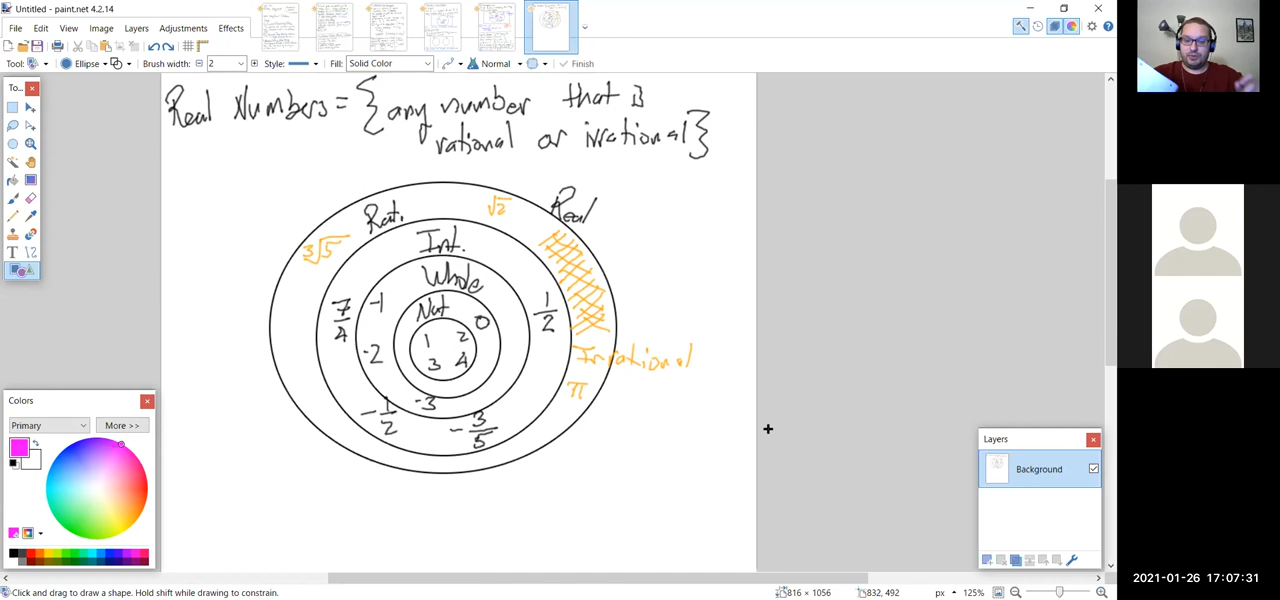 Untitled - paint.net 4.2.14
File Edit View Image Layers Adjustments Effects
Tool: Ellipse Brush width: 2 Style: Fill: Solid Color Normal Finish
To...
Real Numbers = { any number that is
rational or irrational }
√2 Real
Rat.
3√5 Int.
Whole
7/4 -1 Nat 0 1/2
1 2
-2 3 4 Irrational
π
-1/2 -3 -3/5
Colors
Primary More >>
Layers
Background
Click and drag to draw a shape. Hold shift while drawing to constrain.
816 × 1056 832, 492 px 125%
2021-01-26 17:07:31